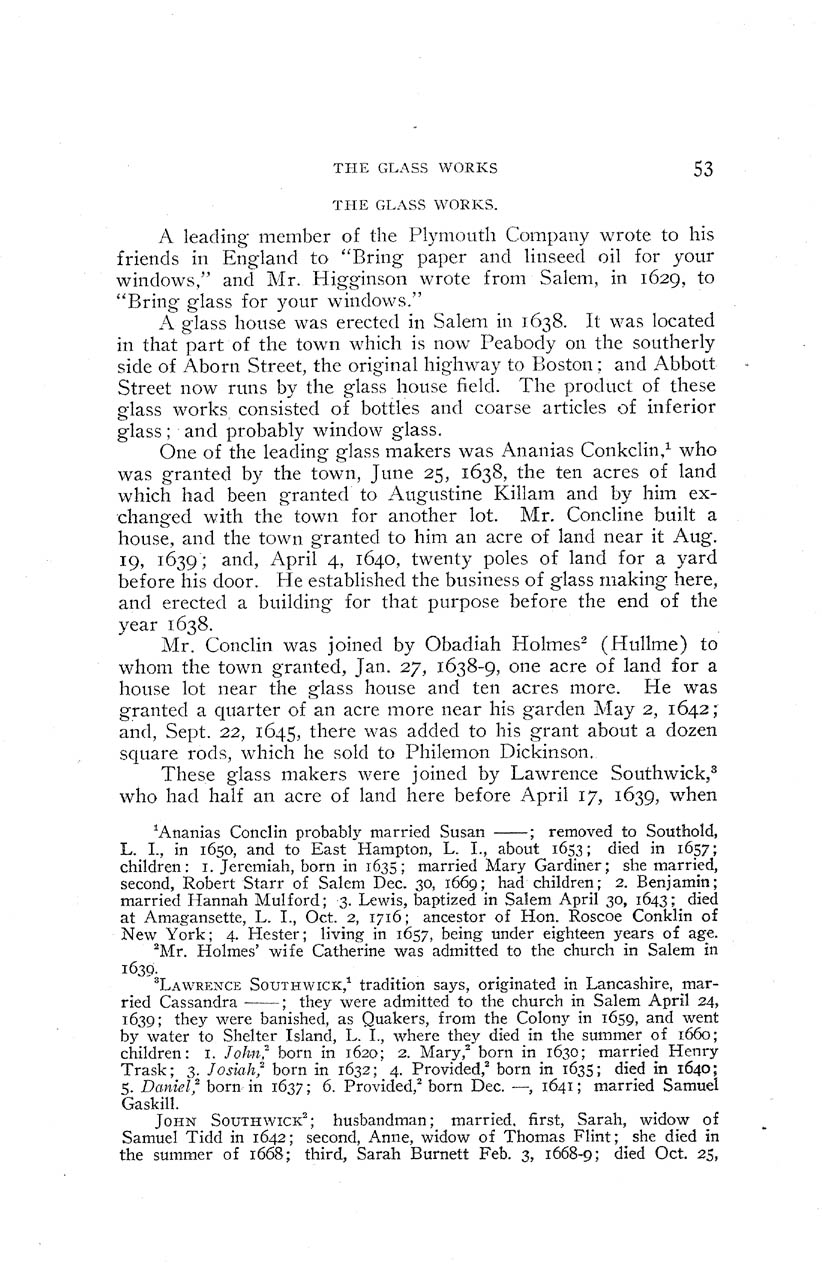 THE GLASS WORKS 53
THE GLASS WORKS.
A leading member of the Plymouth Company wrote to his
friends in England to “Bring paper and linseed oil for your
windows,” and Mr. Higginson wrote from Salem, in 1629, to
“Bring glass for your windows.”
A glass house was erected in Salem in 1638. It was located
in that part of the town which is now Peabody on the southerly
side of Aborn Street, the original highway to Boston; and Abbott
Street now runs by the glass house field. The product of these
glass works consisted of bottles and coarse articles of inferior
glass; and probably window glass.
One of the leading glass makers was Ananias Conkclin,¹ who
was granted by the town, June 25, 1638, the ten acres of land
which had been granted to Augustine Killam and by him ex-
changed with the town for another lot. Mr. Concline built a
house, and the town granted to him an acre of land near it Aug.
19, 1639; and, April 4, 1640, twenty poles of land for a yard
before his door. He established the business of glass making here,
and erected a building for that purpose before the end of the
year 1638.
Mr. Conclin was joined by Obadiah Holmes² (Hullme) to
whom the town granted, Jan. 27, 1638-9, one acre of land for a
house lot near the glass house and ten acres more. He was
granted a quarter of an acre more near his garden May 2, 1642;
and, Sept. 22, 1645, there was added to his grant about a dozen
square rods, which he sold to Philemon Dickinson.
These glass makers were joined by Lawrence Southwick,³
who had half an acre of land here before April 17, 1639, when
¹Ananias Conclin probably married Susan ——; removed to Southold,
L. I., in 1650, and to East Hampton, L. I., about 1653; died in 1657;
children: 1. Jeremiah, born in 1635; married Mary Gardiner; she married,
second, Robert Starr of Salem Dec. 30, 1669; had children; 2. Benjamin;
married Hannah Mulford; 3. Lewis, baptized in Salem April 30, 1643; died
at Amagansette, L. I., Oct. 2, 1716; ancestor of Hon. Roscoe Conklin of
New York; 4. Hester; living in 1657, being under eighteen years of age.
²Mr. Holmes’ wife Catherine was admitted to the church in Salem in
1639.
³LAWRENCE SOUTHWICK,¹ tradition says, originated in Lancashire, mar-
ried Cassandra ——; they were admitted to the church in Salem April 24,
1639; they were banished, as Quakers, from the Colony in 1659, and went
by water to Shelter Island, L. I., where they died in the summer of 1660;
children: 1. John,² born in 1620; 2. Mary,² born in 1630; married Henry
Trask; 3. Josiah,² born in 1632; 4. Provided,² born in 1635; died in 1640;
5. Daniel,² born in 1637; 6. Provided,² born Dec. —, 1641; married Samuel
Gaskill.
JOHN SOUTHWICK²; husbandman; married, first, Sarah, widow of
Samuel Tidd in 1642; second, Anne, widow of Thomas Flint; she died in
the summer of 1668; third, Sarah Burnett Feb. 3, 1668-9; died Oct. 25,